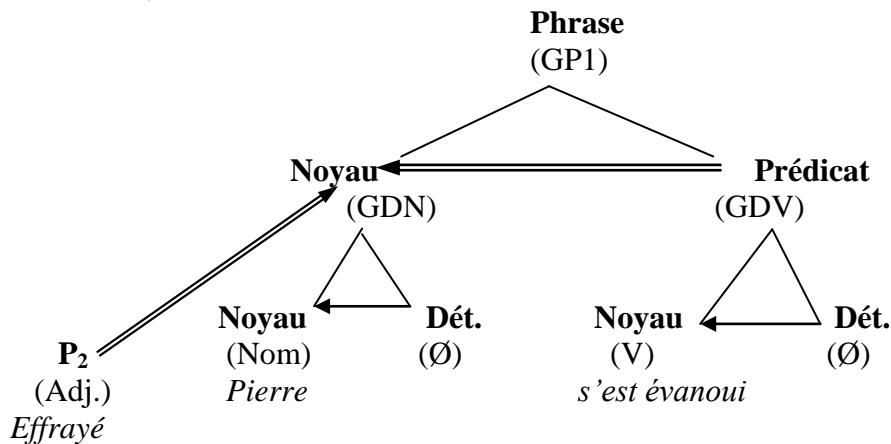 Phrase
(GP1)
Noyau Prédicat
(GDN) (GDV)
Noyau Dét. Noyau Dét.
P₂ (Nom) (Ø) (V) (Ø)
(Adj.) Pierre s’est évanoui
Effrayé